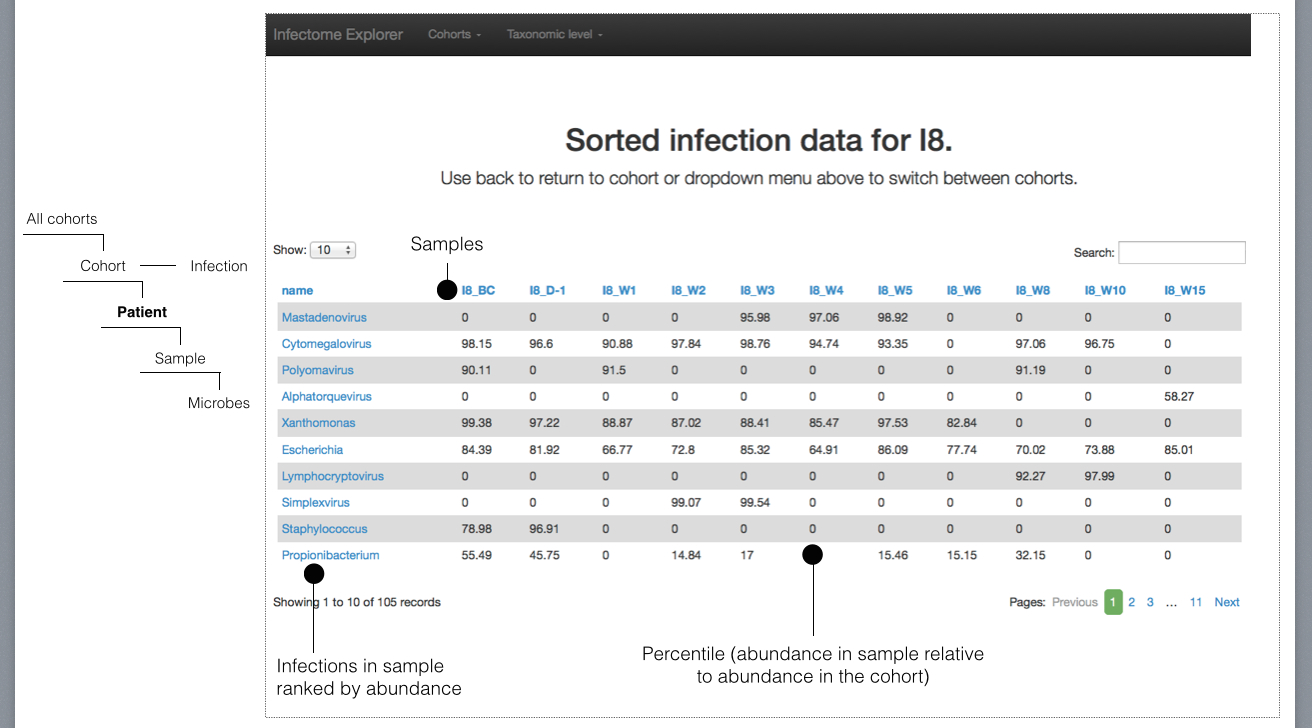 Infectome Explorer Cohorts Taxonomic level
Sorted infection data for I8.
Use back to return to cohort or dropdown menu above to switch between cohorts.
All cohorts
Cohort Infection
Patient
Sample
Microbes
Show: 10 Samples Search:
name I8_BC I8_D-1 I8_W1 I8_W2 I8_W3 I8_W4 I8_W5 I8_W6 I8_W8 I8_W10 I8_W15
Mastadenovirus 0 0 0 0 95.98 97.06 98.92 0 0 0 0
Cytomegalovirus 98.15 96.6 90.88 97.84 98.76 94.74 93.35 0 97.06 96.75 0
Polyomavirus 90.11 0 91.5 0 0 0 0 0 91.19 0 0
Alphatorquevirus 0 0 0 0 0 0 0 0 0 0 58.27
Xanthomonas 99.38 97.22 88.87 87.02 88.41 85.47 97.53 82.84 0 0 0
Escherichia 84.39 81.92 66.77 72.8 85.32 64.91 86.09 77.74 70.02 73.88 85.01
Lymphocryptovirus 0 0 0 0 0 0 0 0 92.27 97.99 0
Simplexvirus 0 0 0 99.07 99.54 0 0 0 0 0 0
Staphylococcus 78.98 96.91 0 0 0 0 0 0 0 0 0
Propionibacterium 55.49 45.75 0 14.84 17 15.46 15.15 32.15 0 0
Showing 1 to 10 of 105 records Pages: Previous 1 2 3 ... 11 Next
Infections in sample
ranked by abundance
Percentile (abundance in sample relative
to abundance in the cohort)